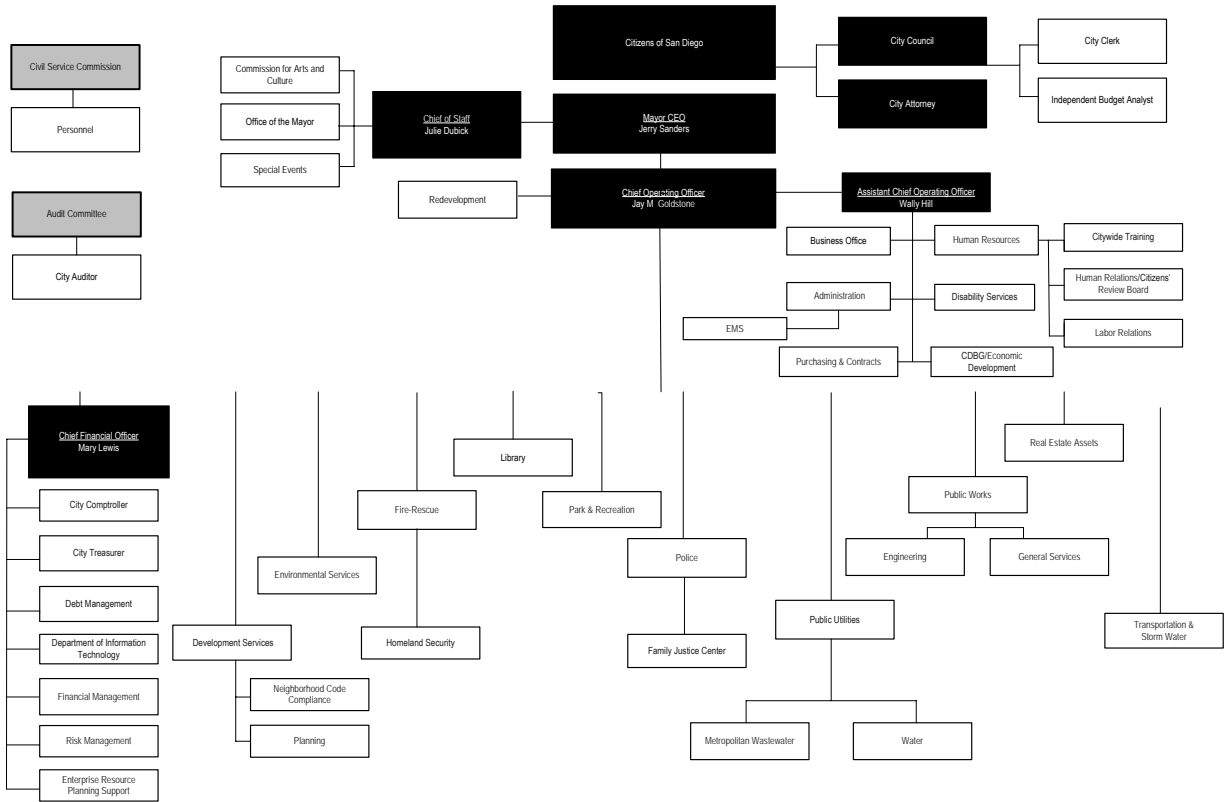 Citizens of San Diego
City Council
City Clerk
Civil Service Commission
Commission for Arts and
Culture
City Attorney
Independent Budget Analyst
Personnel
Office of the Mayor
Chief of Staff
Julie Dubick
Mayor CEO
Jerry Sanders
Special Events
Audit Committee
Redevelopment
Chief Operating Officer
Jay M Goldstone
Assistant Chief Operating Officer
Wally Hill
City Auditor
Business Office
Human Resources
Citywide Training
Administration
Disability Services
Human Relations/Citizens'
Review Board
EMS
Labor Relations
Purchasing & Contracts
CDBG/Economic
Development
Chief Financial Officer
Mary Lewis
Library
Real Estate Assets
City Comptroller
Fire-Rescue
Park & Recreation
Public Works
City Treasurer
Environmental Services
Police
Engineering
General Services
Debt Management
Department of Information
Technology
Development Services
Homeland Security
Family Justice Center
Public Utilities
Transportation &
Storm Water
Financial Management
Neighborhood Code
Compliance
Risk Management
Planning
Metropolitan Wastewater
Water
Enterprise Resource
Planning Support